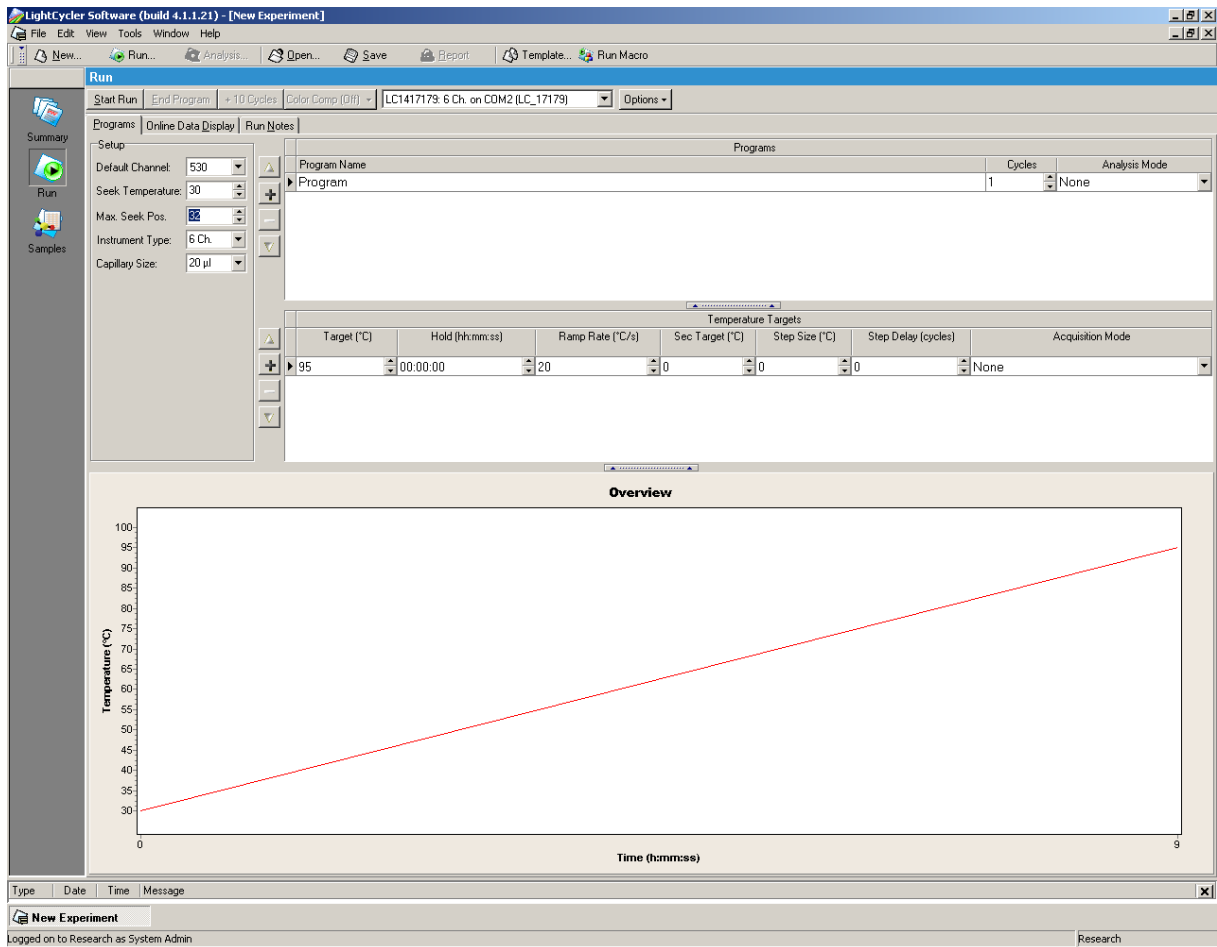 LightCycler Software (build 4.1.1.21) - [New Experiment]
File Edit View Tools Window Help
New... Run... Analysis... Open... Save Report Template... Run Macro
Run
Start Run End Program + 10 Cycles Color Comp (Off) LC1417179: 6 Ch. on COM2 (LC_17179) Options
Programs Online Data Display Run Notes
Summary
Run
Samples
Setup
Default Channel: 530
Seek Temperature: 30
Max. Seek Pos. 32
Instrument Type: 6 Ch.
Capillary Size: 20 µl
Programs
Program Name Cycles Analysis Mode
Program 1 None
Temperature Targets
Target (°C) Hold (hh:mm:ss) Ramp Rate (°C/s) Sec Target (°C) Step Size (°C) Step Delay (cycles) Acquisition Mode
95 00:00:00 20 0 0 0 None
Overview
Temperature (°C)
100
95
90
85
80
75
70
65
60
55
50
45
40
35
30
0 9
Time (h:mm:ss)
Type Date Time Message
New Experiment
Logged on to Research as System Admin Research